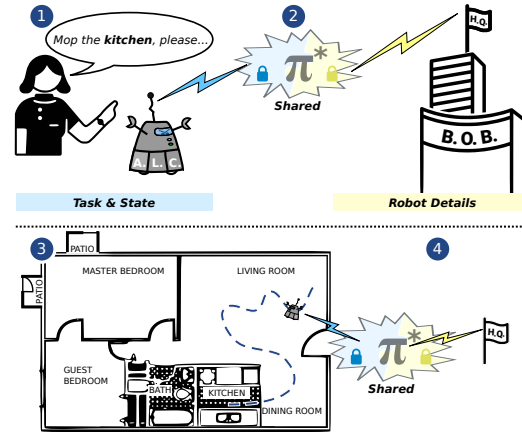 1
Mop the kitchen, please...
2
π*
Shared
H.Q.
B. O. B.
A. L. C.
Task & State
Robot Details
3
PATIO
MASTER BEDROOM
LIVING ROOM
PATIO
4
π*
H.Q.
Shared
GUEST
BEDROOM
BATH
KITCHEN
DINING ROOM